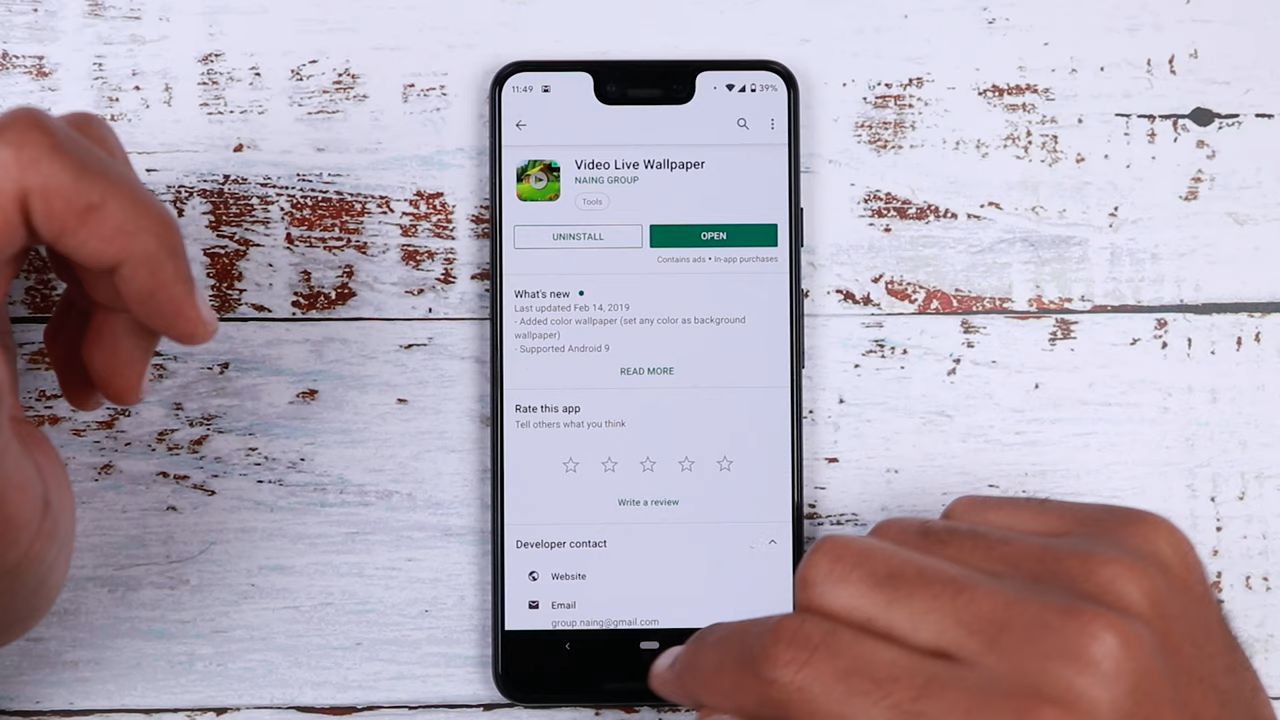 11:49
39%
Video Live Wallpaper
NAING GROUP
Tools
UNINSTALL
OPEN
Contains ads • In-app purchases
What's new
Last updated Feb 14, 2019
- Added color wallpaper (set any color as background
wallpaper)
- Supported Android 9
READ MORE
Rate this app
Tell others what you think
Write a review
Developer contact
Website
Email
group.naing@gmail.com